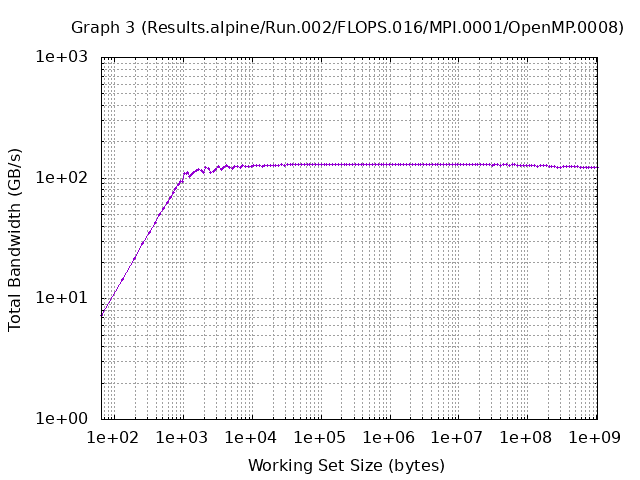 Graph 3 (Results.alpine/Run.002/FLOPS.016/MPI.0001/OpenMP.0008)
1e+03
1e+02
1e+01
1e+00
Total Bandwidth (GB/s)
1e+02 1e+03 1e+04 1e+05 1e+06 1e+07 1e+08 1e+09
Working Set Size (bytes)